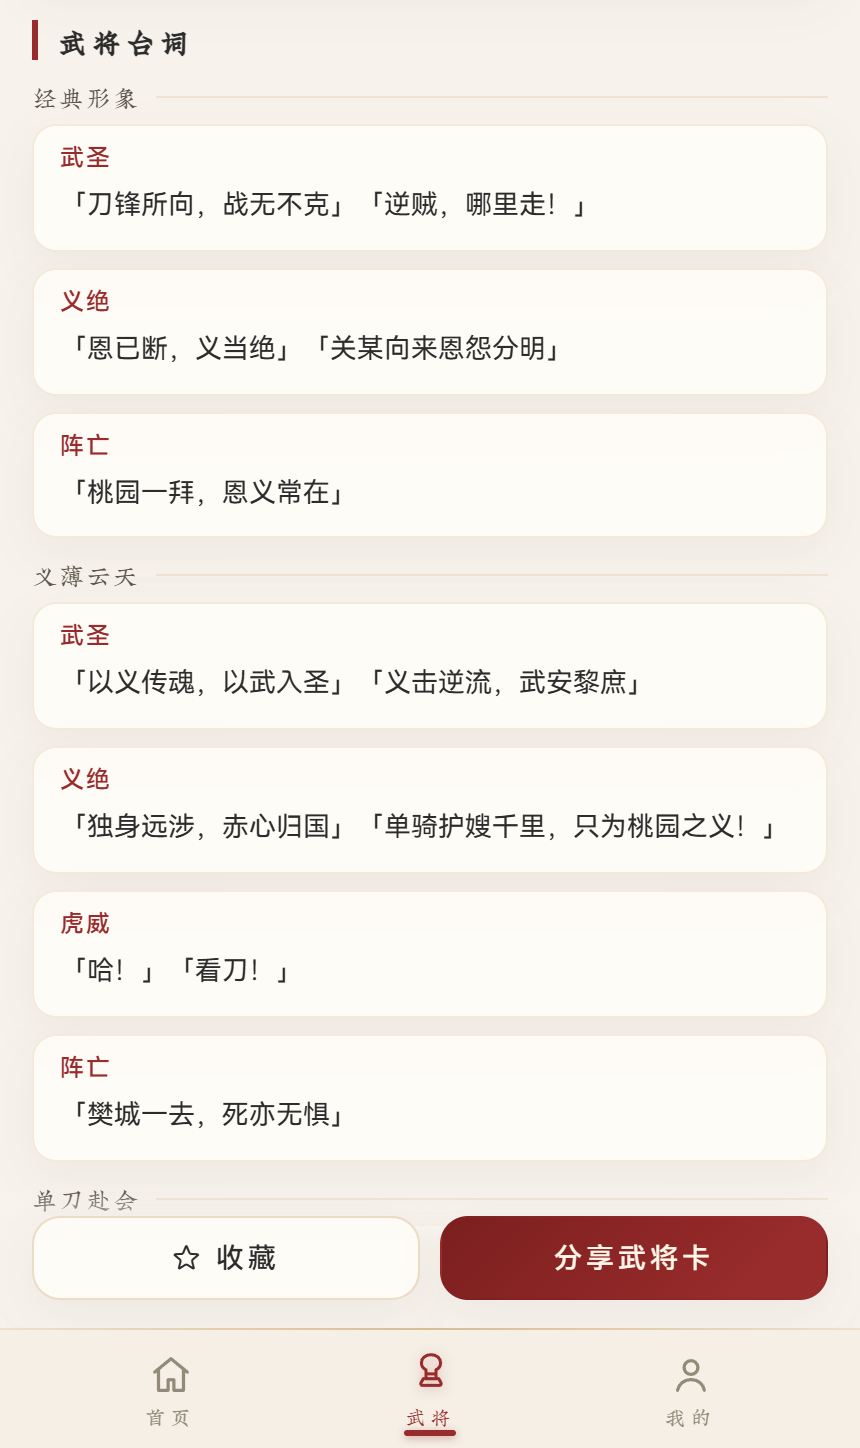 武将台词
经典形象
武圣
「刀锋所向，战无不克」「逆贼，哪里走！」
义绝
「恩已断，义当绝」「关某向来恩怨分明」
阵亡
「桃园一拜，恩义常在」
义薄云天
武圣
「以义传魂，以武入圣」「义击逆流，武安黎庶」
义绝
「独身远涉，赤心归国」「单骑护嫂千里，只为桃园之义！」
虎威
「哈！」「看刀！」
阵亡
「樊城一去，死亦无惧」
单刀赴会
收藏
分享武将卡
首页
武将
我的